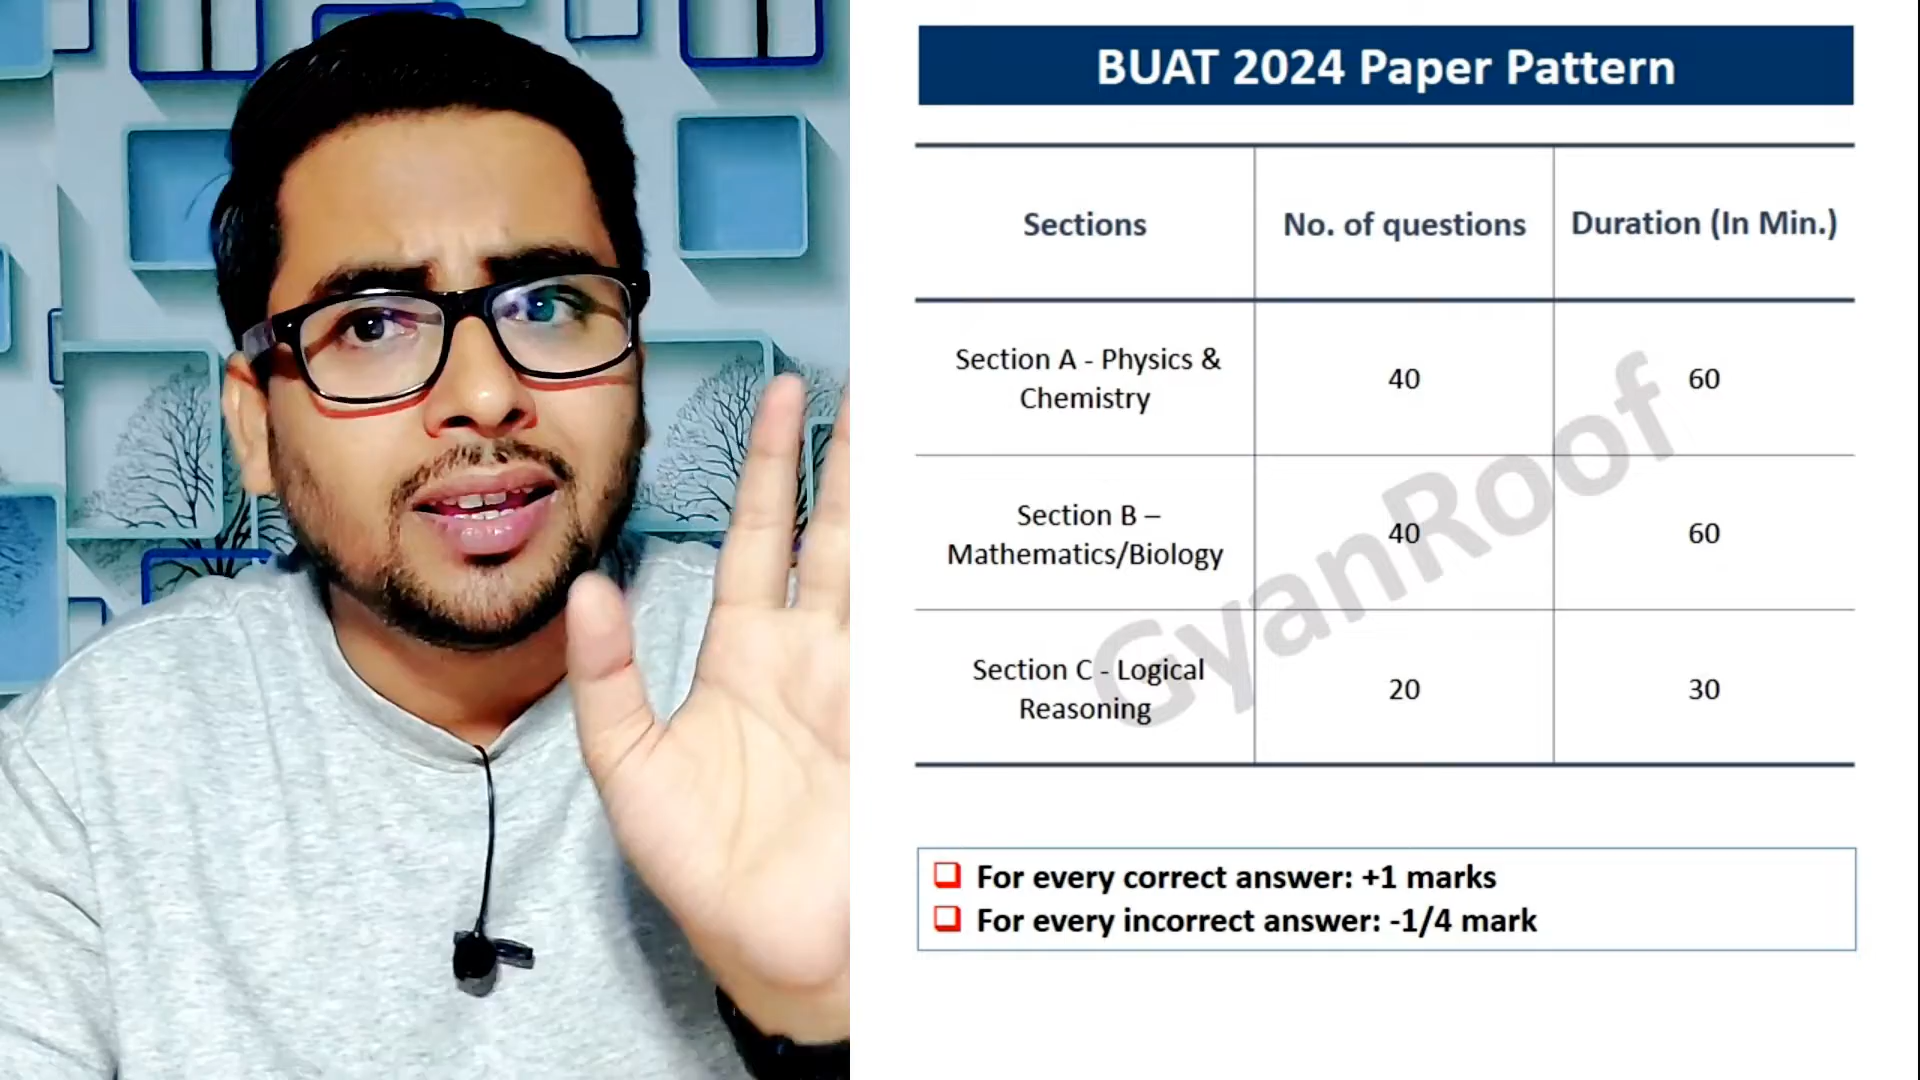 BUAT 2024 Paper Pattern
Sections
No. of questions
Duration (In Min.)
Section A - Physics &
Chemistry
40
60
Section B –
Mathematics/Biology
40
60
Section C - Logical
Reasoning
20
30
GyanRoof
For every correct answer: +1 marks
For every incorrect answer: -1/4 mark